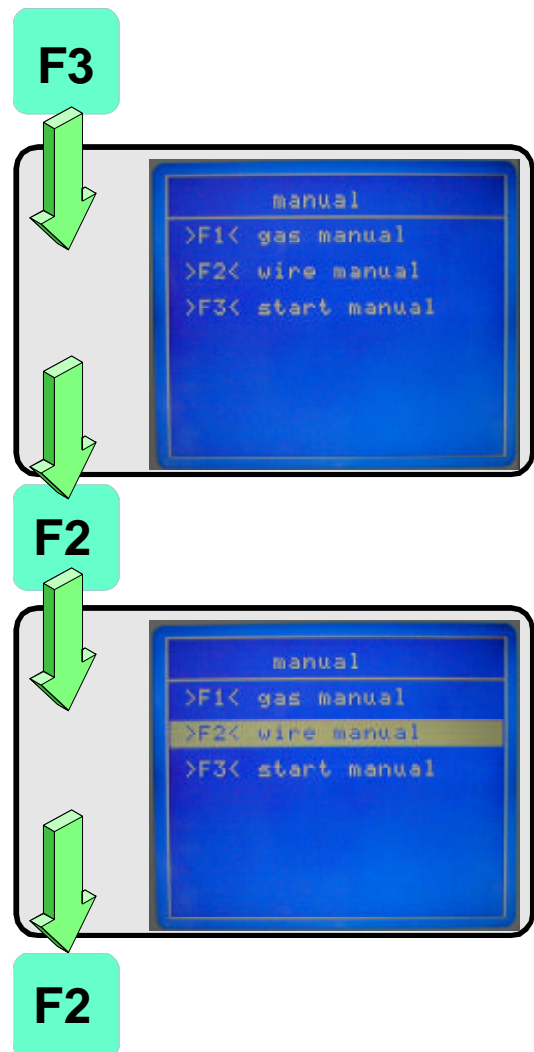 F3
manual
>F1< gas manual
>F2< wire manual
>F3< start manual
F2
manual
>F1< gas manual
>F2< wire manual
>F3< start manual
F2